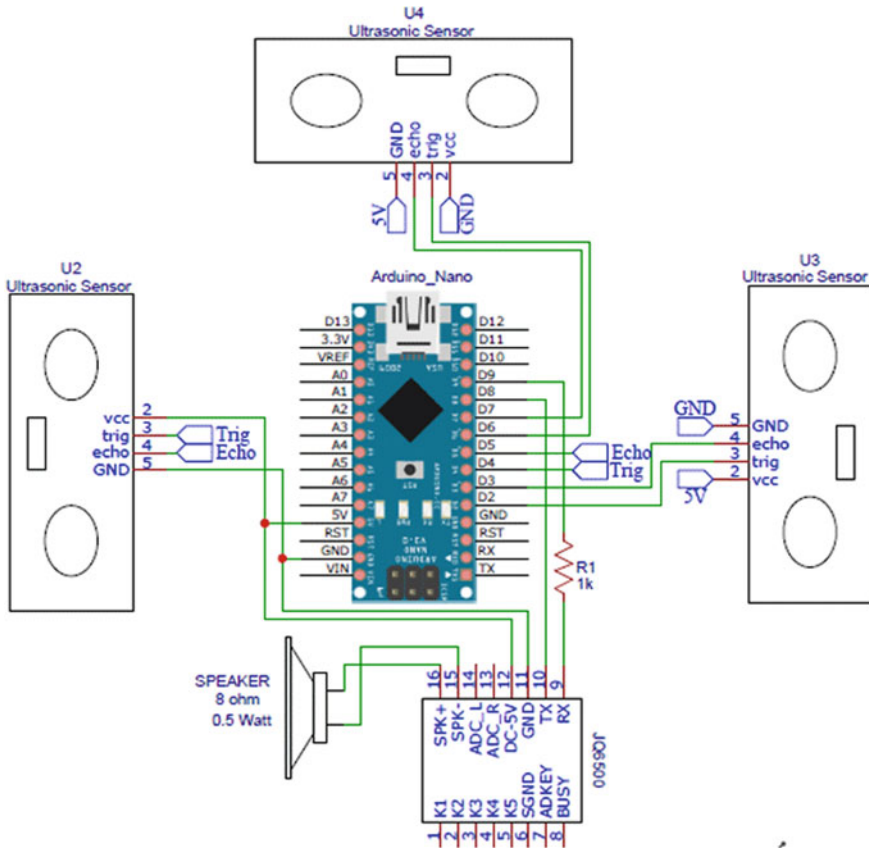 U4
Ultrasonic Sensor
GND
echo
trig
vcc
5
4
3
2
5V
GND
U2
Ultrasonic Sensor
vcc 2
trig 3 Trig
echo 4 Echo
GND 5
Arduino_Nano
D13
3.3V
VREF
A0
A1
A2
A3
A4
A5
A6
A7
5V
RST
GND
VIN
D12
D11
D10
D9
D8
D7
D6
D5 Echo
D4 Trig
D3
D2
GND
RST
RX
TX
U3
Ultrasonic Sensor
GND 5 GND
4 echo
3 trig
5V 2 vcc
R1
1k
SPEAKER
8 ohm
0.5 Watt
16 SPK+
15 SPK-
14 ADC_L
13 ADC_R
12 DC-5V
11 GND
10 TX
9 RX
JQ6500
1 K1
2 K2
3 K3
4 K4
5 K5
6 SGND
7 ADKEY
8 BUSY